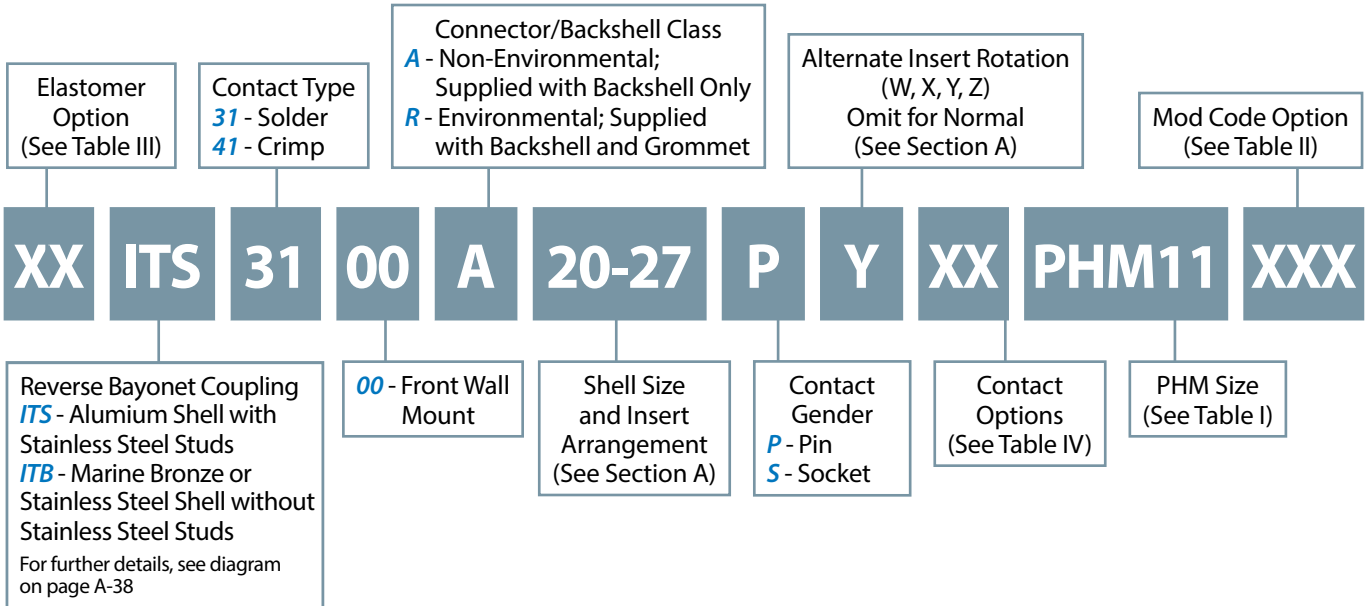 Elastomer
Option
(See Table III)
Contact Type
31 - Solder
41 - Crimp
Connector/Backshell Class
A - Non-Environmental;
Supplied with Backshell Only
R - Environmental; Supplied
with Backshell and Grommet
Alternate Insert Rotation
(W, X, Y, Z)
Omit for Normal
(See Section A)
Mod Code Option
(See Table II)
XX ITS 31 00 A 20-27 P Y XX PHM11 XXX
Reverse Bayonet Coupling
ITS - Alumium Shell with
Stainless Steel Studs
ITB - Marine Bronze or
Stainless Steel Shell without
Stainless Steel Studs
For further details, see diagram
on page A-38
00 - Front Wall
Mount
Shell Size
and Insert
Arrangement
(See Section A)
Contact
Gender
P - Pin
S - Socket
Contact
Options
(See Table IV)
PHM Size
(See Table I)